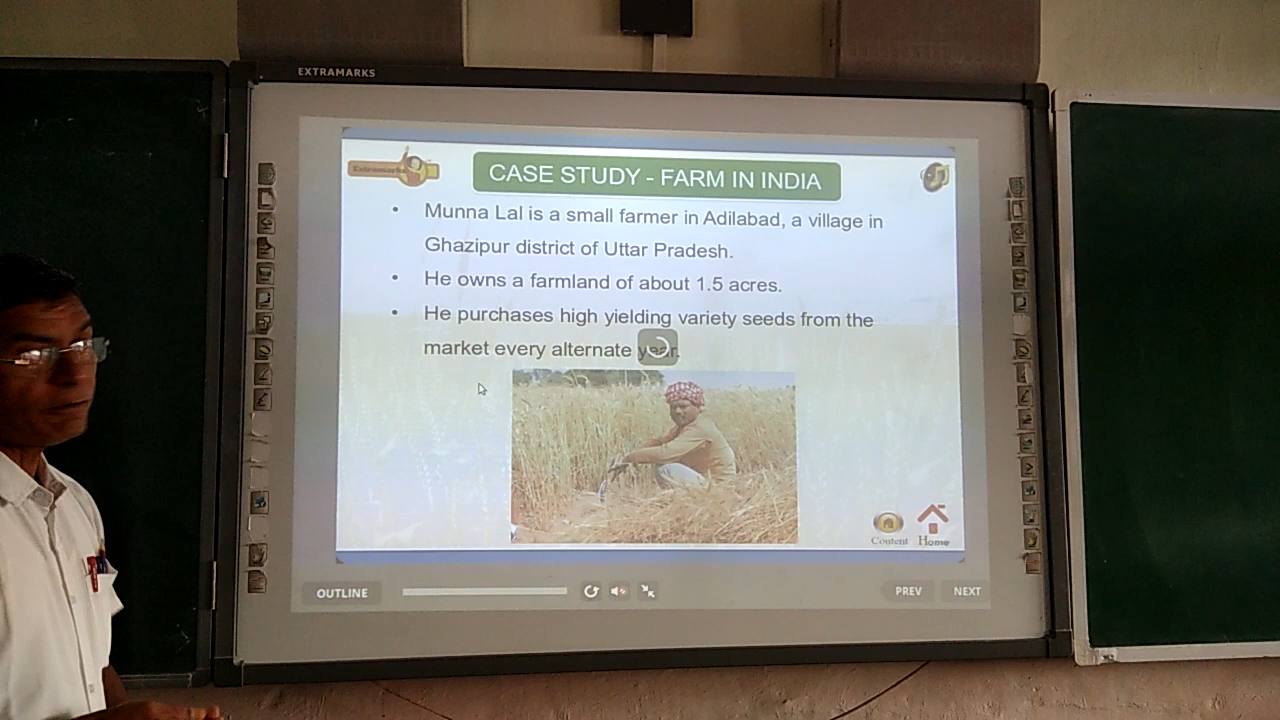 EXTRAMARKS
Extramarks
CASE STUDY - FARM IN INDIA
• Munna Lal is a small farmer in Adilabad, a village in
Ghazipur district of Uttar Pradesh.
• He owns a farmland of about 1.5 acres.
• He purchases high yielding variety seeds from the
market every alternate year.
Content Home
OUTLINE
PREV NEXT